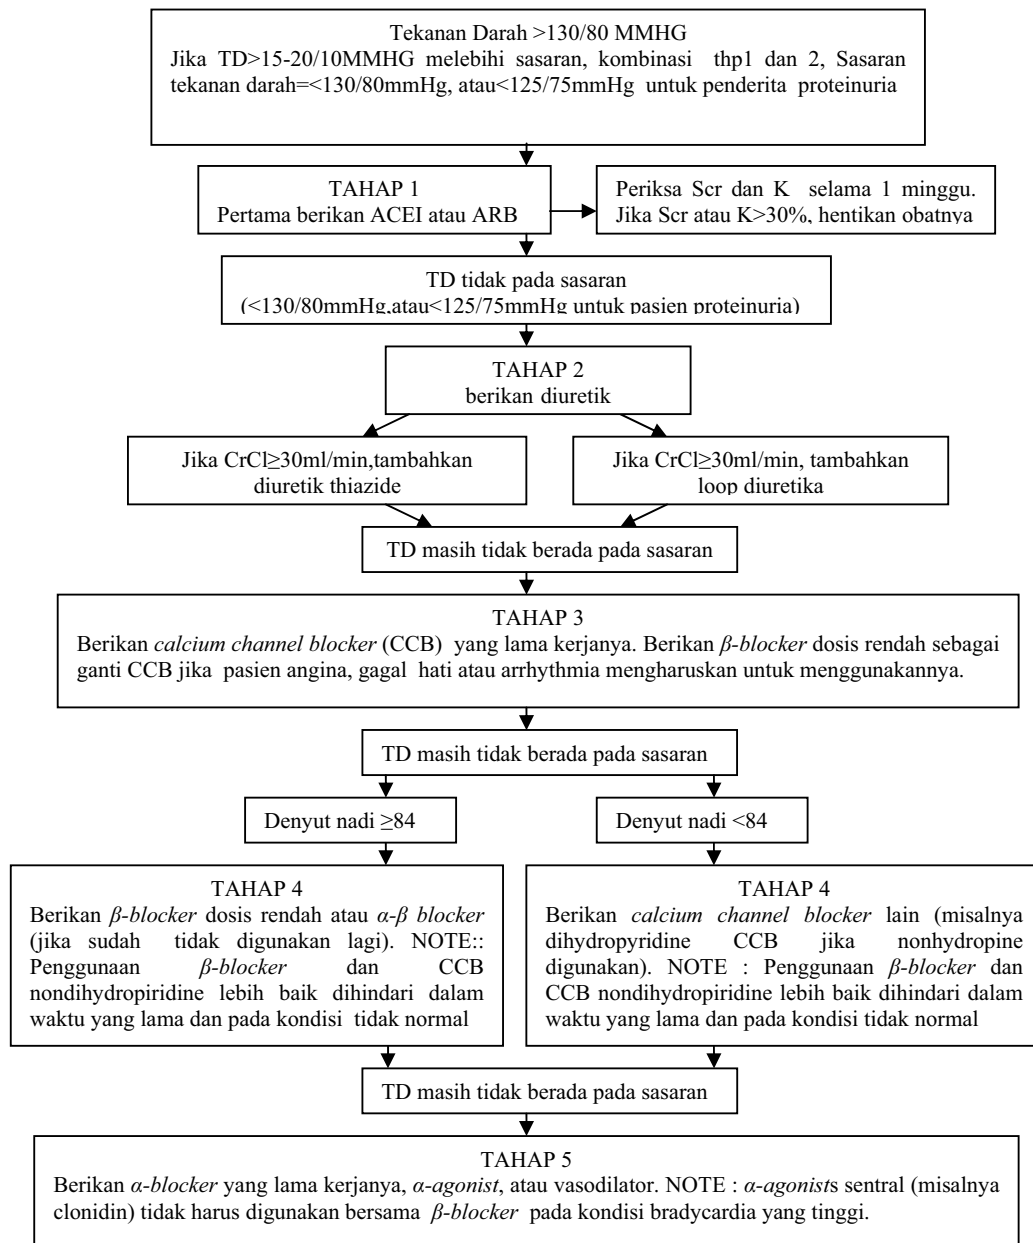 Tekanan Darah >130/80 MMHG
Jika TD>15-20/10MMHG melebihi sasaran, kombinasi thp1 dan 2, Sasaran
tekanan darah=<130/80mmHg, atau<125/75mmHg untuk penderita proteinuria
TAHAP 1
Pertama berikan ACEI atau ARB
Periksa Scr dan K selama 1 minggu.
Jika Scr atau K>30%, hentikan obatnya
TD tidak pada sasaran
(<130/80mmHg,atau<125/75mmHg untuk pasien proteinuria)
TAHAP 2
berikan diuretik
Jika CrCl≥30ml/min,tambahkan
diuretik thiazide
Jika CrCl≥30ml/min, tambahkan
loop diuretika
TD masih tidak berada pada sasaran
TAHAP 3
Berikan calcium channel blocker (CCB) yang lama kerjanya. Berikan β-blocker dosis rendah sebagai
ganti CCB jika pasien angina, gagal hati atau arrhythmia mengharuskan untuk menggunakannya.
TD masih tidak berada pada sasaran
Denyut nadi ≥84
Denyut nadi <84
TAHAP 4
Berikan β-blocker dosis rendah atau α-β blocker
(jika sudah tidak digunakan lagi). NOTE::
Penggunaan β-blocker dan CCB
nondihydropiridine lebih baik dihindari dalam
waktu yang lama dan pada kondisi tidak normal
TAHAP 4
Berikan calcium channel blocker lain (misalnya
dihydropyridine CCB jika nonhydropine
digunakan). NOTE : Penggunaan β-blocker dan
CCB nondihydropiridine lebih baik dihindari dalam
waktu yang lama dan pada kondisi tidak normal
TD masih tidak berada pada sasaran
TAHAP 5
Berikan α-blocker yang lama kerjanya, α-agonist, atau vasodilator. NOTE : α-agonists sentral (misalnya
clonidin) tidak harus digunakan bersama β-blocker pada kondisi bradycardia yang tinggi.